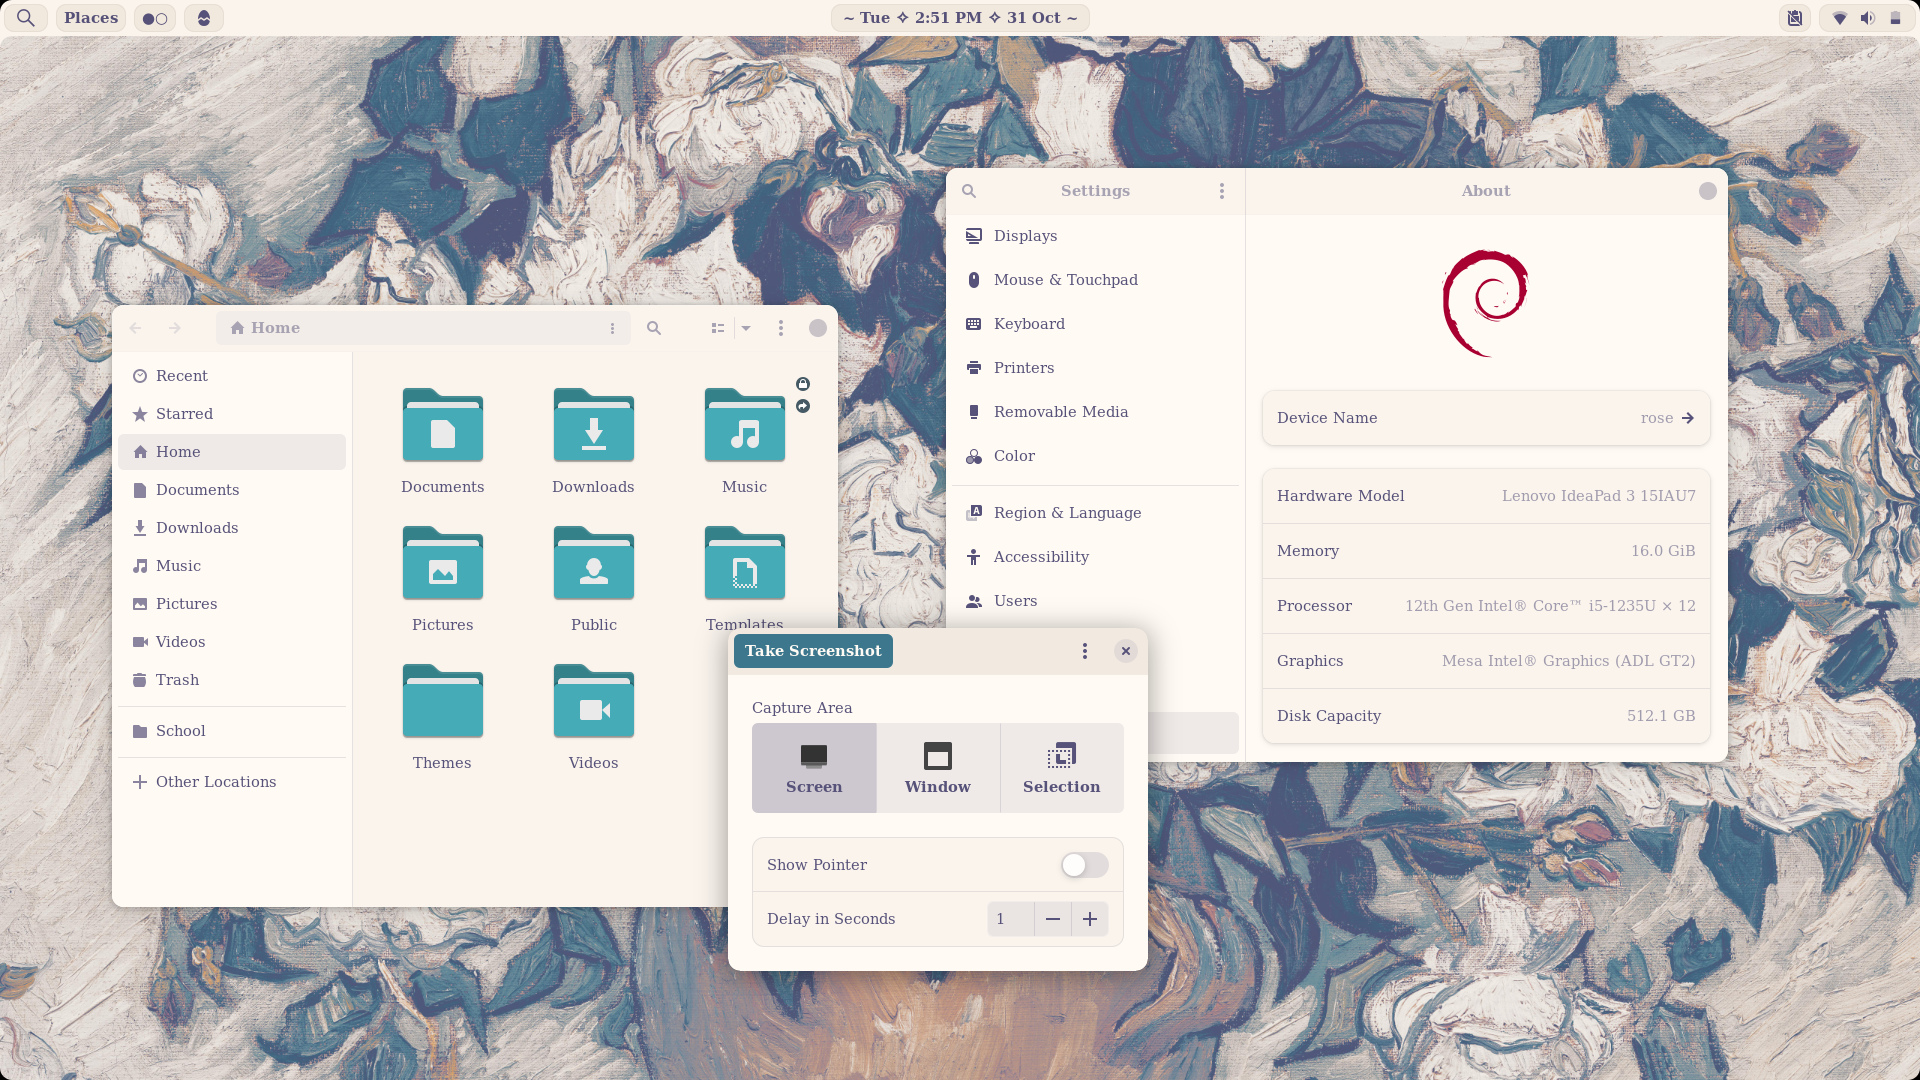 Places
~ Tue ✧ 2:51 PM ✧ 31 Oct ~
Home
Recent
Starred
Home
Documents
Downloads
Music
Pictures
Videos
Trash
School
Other Locations
Documents
Downloads
Music
Pictures
Public
Templates
Themes
Videos
Settings
Displays
Mouse & Touchpad
Keyboard
Printers
Removable Media
Color
Region & Language
Accessibility
Users
About
Device Name rose
Hardware Model Lenovo IdeaPad 3 15IAU7
Memory 16.0 GiB
Processor 12th Gen Intel® Core™ i5-1235U × 12
Graphics Mesa Intel® Graphics (ADL GT2)
Disk Capacity 512.1 GB
Take Screenshot
Capture Area
Screen
Window
Selection
Show Pointer
Delay in Seconds 1